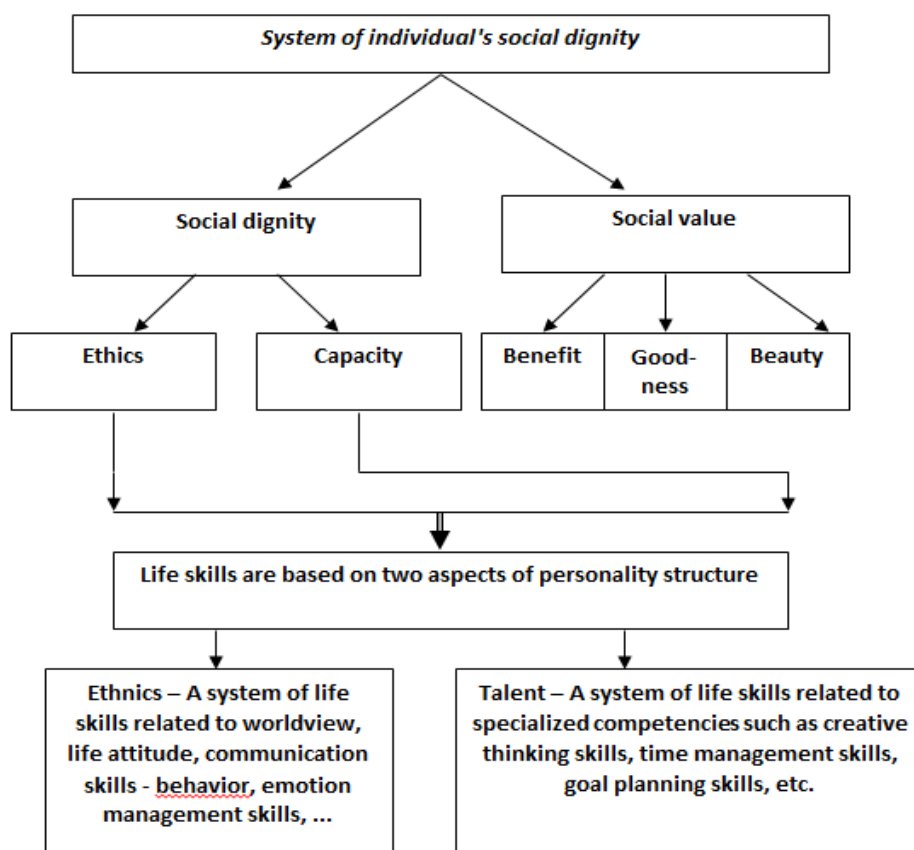 System of individual's social dignity
Social dignity
Social value
Ethics
Capacity
Benefit
Good-
ness
Beauty
Life skills are based on two aspects of personality structure
Ethnics – A system of life
skills related to worldview,
life attitude, communication
skills - behavior, emotion
management skills, ...
Talent – A system of life skills related to
specialized competencies such as creative
thinking skills, time management skills,
goal planning skills, etc.